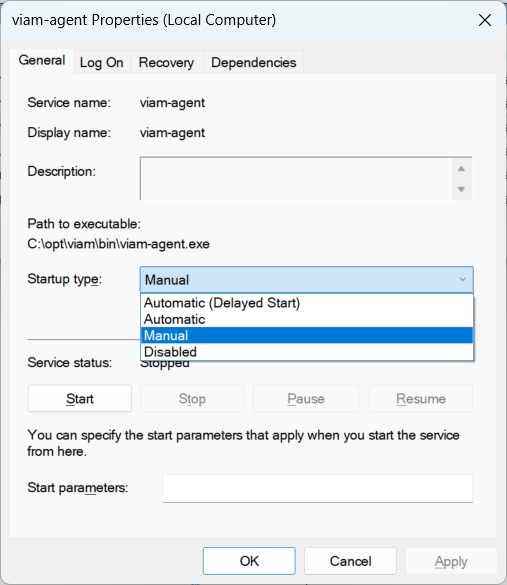 viam-agent Properties (Local Computer)
General Log On Recovery Dependencies
Service name: viam-agent
Display name: viam-agent
Description:
Path to executable:
C:\opt\viam\bin\viam-agent.exe
Startup type: Manual
Automatic (Delayed Start)
Automatic
Manual
Disabled
Service status: Stopped
Start Stop Pause Resume
You can specify the start parameters that apply when you start the service
from here.
Start parameters:
OK Cancel Apply